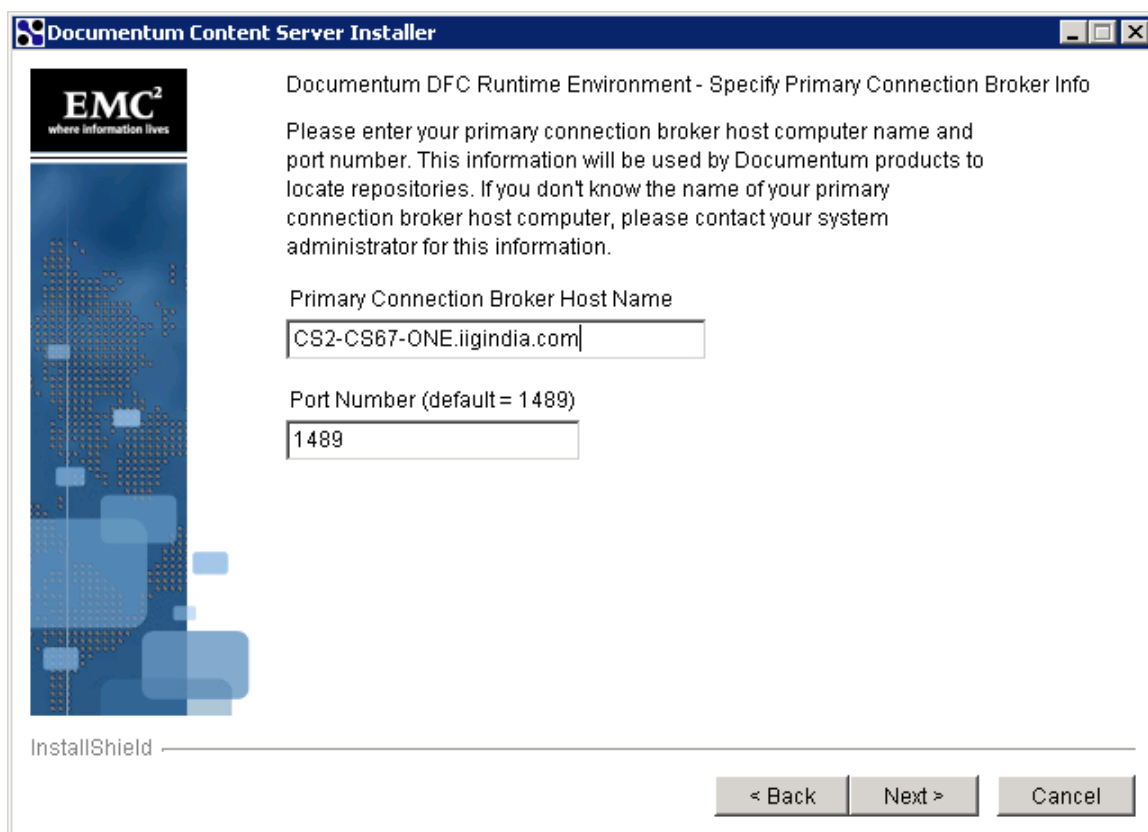 Documentum Content Server Installer
EMC²
where information lives
Documentum DFC Runtime Environment - Specify Primary Connection Broker Info
Please enter your primary connection broker host computer name and
port number. This information will be used by Documentum products to
locate repositories. If you don't know the name of your primary
connection broker host computer, please contact your system
administrator for this information.
Primary Connection Broker Host Name
CS2-CS67-ONE.iigindia.com
Port Number (default = 1489)
1489
InstallShield
< Back
Next >
Cancel